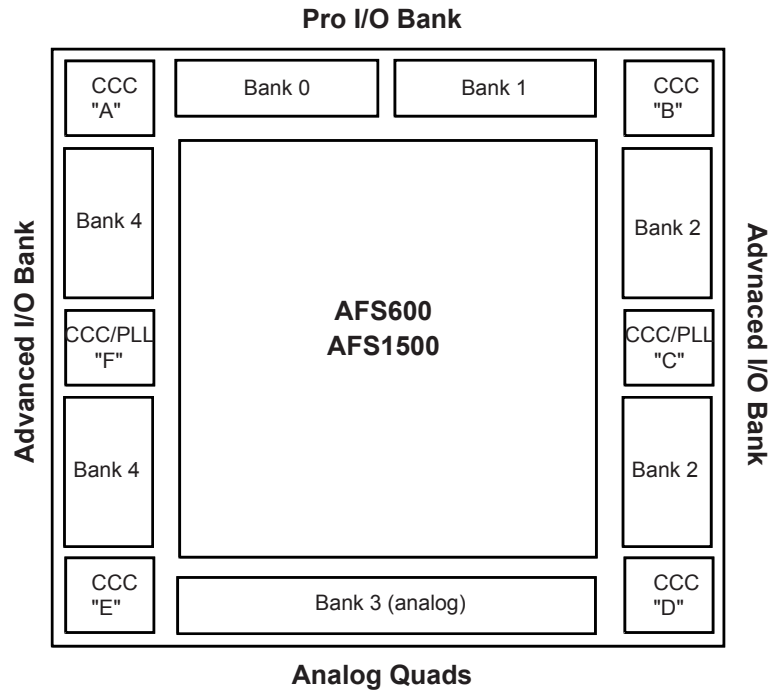 Pro I/O Bank
CCC
"A"
Bank 0
Bank 1
CCC
"B"
Bank 4
Bank 2
Advanced I/O Bank
Advnaced I/O Bank
AFS600
AFS1500
CCC/PLL
"F"
CCC/PLL
"C"
Bank 4
Bank 2
CCC
"E"
Bank 3 (analog)
CCC
"D"
Analog Quads